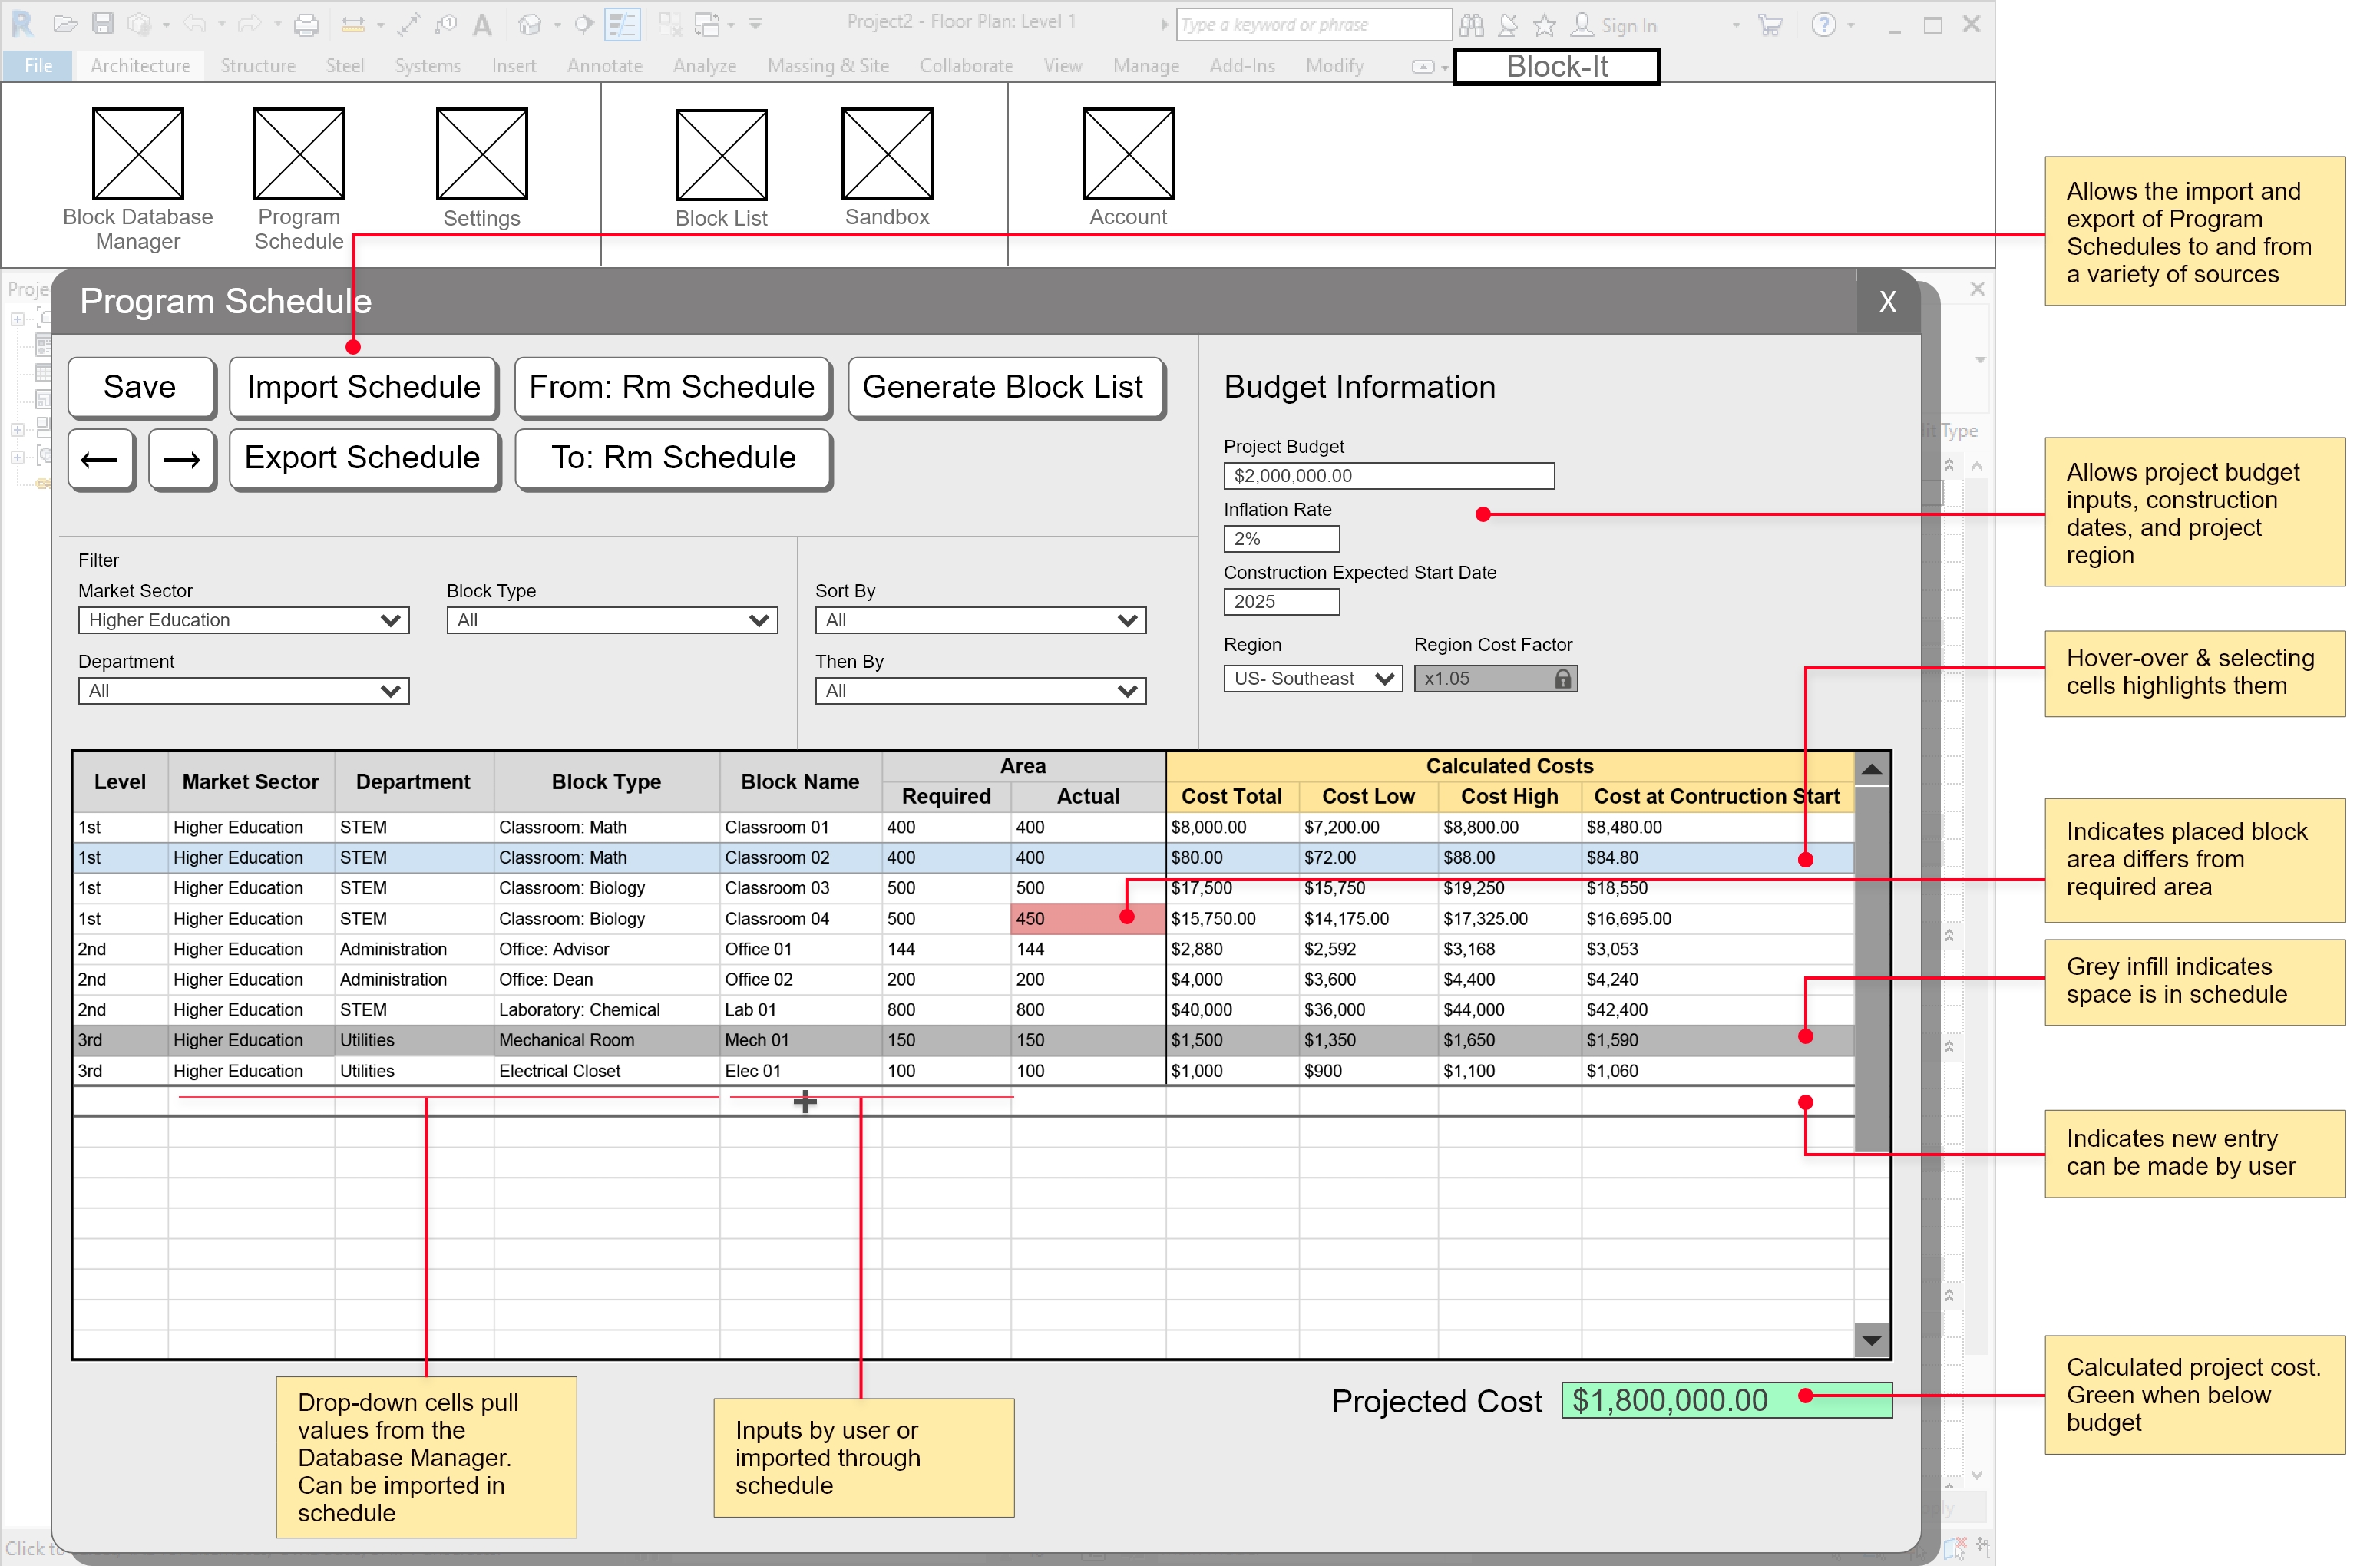 Project2 - Floor Plan: Level 1
Type a keyword or phrase
Sign In
File Architecture Structure Steel Systems Insert Annotate Analyze Massing & Site Collaborate View Manage Add-Ins Modify
Block-It
Block Database
Manager
Program
Schedule
Settings
Block List
Sandbox
Account
Allows the import and
export of Program
Schedules to and from
a variety of sources
Program Schedule
X
Save
Import Schedule
From: Rm Schedule
Generate Block List
←
→
Export Schedule
To: Rm Schedule
Budget Information
Project Budget
$2,000,000.00
Inflation Rate
2%
Construction Expected Start Date
2025
Region
US- Southeast
Region Cost Factor
x1.05
Allows project budget
inputs, construction
dates, and project
region
Filter
Market Sector
Higher Education
Block Type
All
Department
All
Sort By
All
Then By
All
Hover-over & selecting
cells highlights them
Level Market Sector Department Block Type Block Name Area Calculated Costs
Required Actual Cost Total Cost Low Cost High Cost at Contruction Start
1st Higher Education STEM Classroom: Math Classroom 01 400 400 $8,000.00 $7,200.00 $8,800.00 $8,480.00
1st Higher Education STEM Classroom: Math Classroom 02 400 400 $80.00 $72.00 $88.00 $84.80
1st Higher Education STEM Classroom: Biology Classroom 03 500 500 $17,500 $15,750 $19,250 $18,550
1st Higher Education STEM Classroom: Biology Classroom 04 500 450 $15,750.00 $14,175.00 $17,325.00 $16,695.00
2nd Higher Education Administration Office: Advisor Office 01 144 144 $2,880 $2,592 $3,168 $3,053
2nd Higher Education Administration Office: Dean Office 02 200 200 $4,000 $3,600 $4,400 $4,240
2nd Higher Education STEM Laboratory: Chemical Lab 01 800 800 $40,000 $36,000 $44,000 $42,400
3rd Higher Education Utilities Mechanical Room Mech 01 150 150 $1,500 $1,350 $1,650 $1,590
3rd Higher Education Utilities Electrical Closet Elec 01 100 100 $1,000 $900 $1,100 $1,060
Indicates placed block
area differs from
required area
Grey infill indicates
space is in schedule
Indicates new entry
can be made by user
Drop-down cells pull
values from the
Database Manager.
Can be imported in
schedule
Inputs by user or
imported through
schedule
Projected Cost
$1,800,000.00
Calculated project cost.
Green when below
budget
Click to